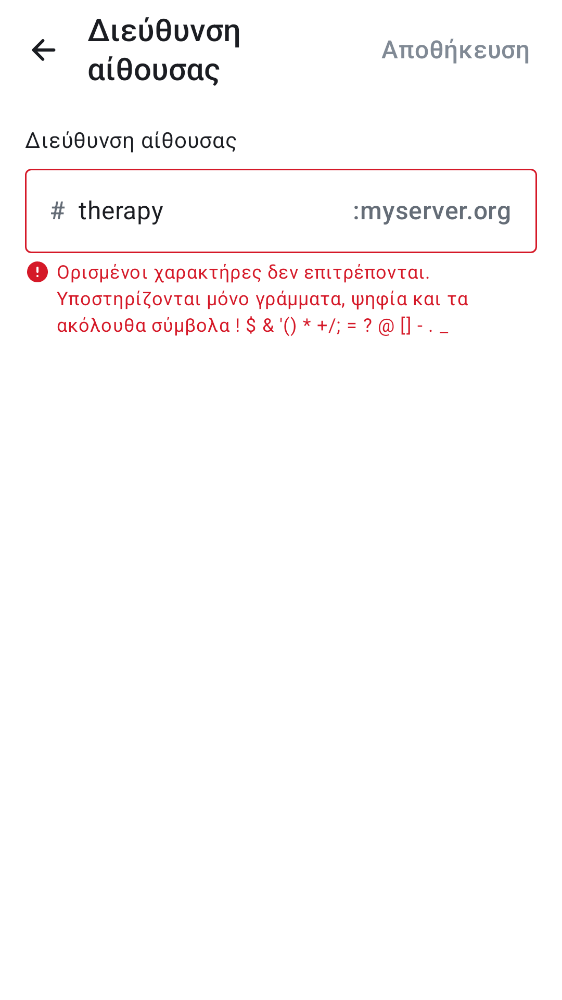 Διεύθυνση
αίθουσας
Αποθήκευση
Διεύθυνση αίθουσας
# therapy :myserver.org
Ορισμένοι χαρακτήρες δεν επιτρέπονται.
Υποστηρίζονται μόνο γράμματα, ψηφία και τα
ακόλουθα σύμβολα ! $ & '() * +/; = ? @ [] - . _